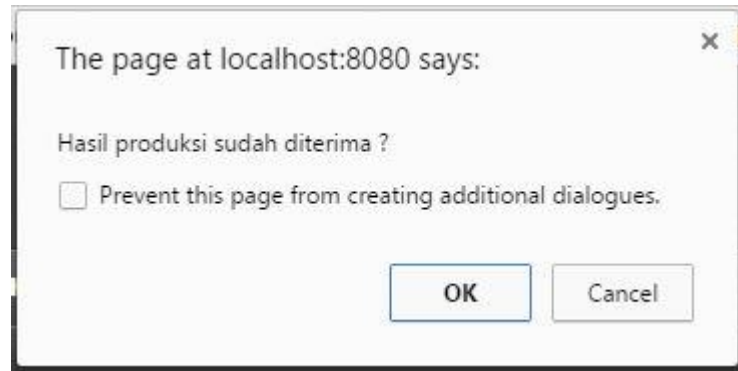 The page at localhost:8080 says:
Hasil produksi sudah diterima ?
Prevent this page from creating additional dialogues.
OK Cancel